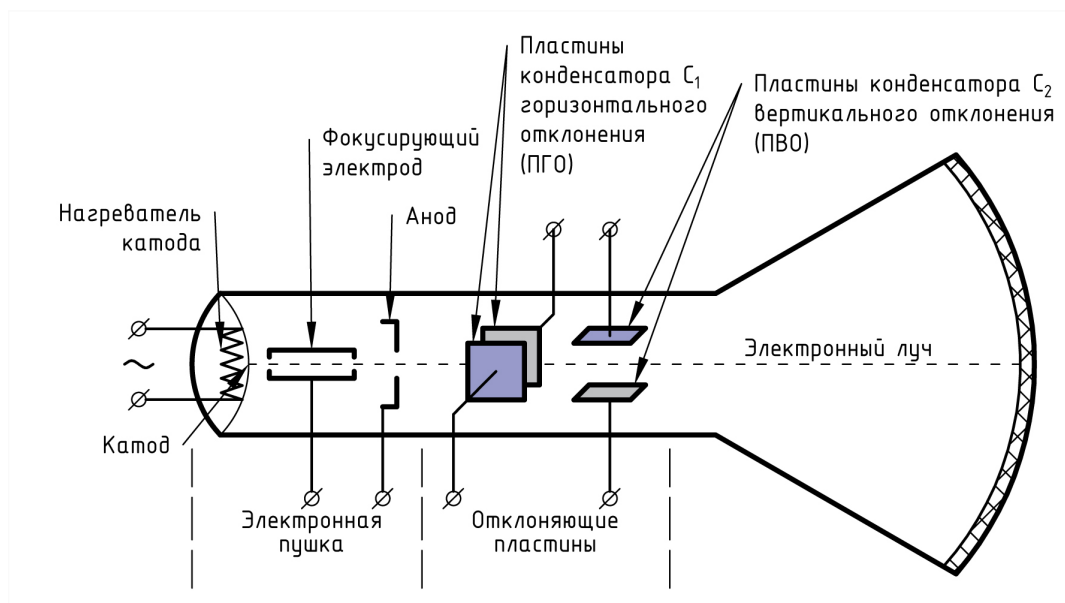 Пластины
конденсатора C₁
горизонтального
отклонения
(ПГО)
Пластины конденсатора C₂
вертикального отклонения
(ПВО)
Фокусирующий
электрод
Нагреватель
катода
Анод
Электронный луч
~
Катод
Электронная
пушка
Отклоняющие
пластины